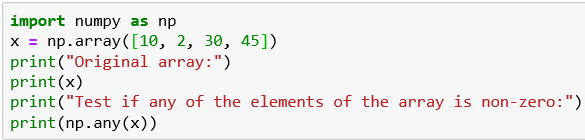 import numpy as np
x = np.array([10, 2, 30, 45])
print("Original array:")
print(x)
print("Test if any of the elements of the array is non-zero:")
print(np.any(x))